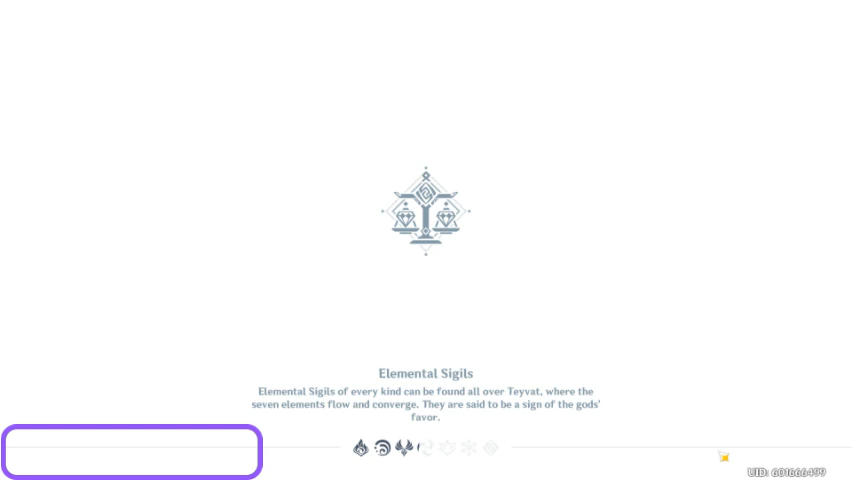 Elemental Sigils
Elemental Sigils of every kind can be found all over Teyvat, where the
seven elements flow and converge. They are said to be a sign of the gods'
favor.
UID: 601666499